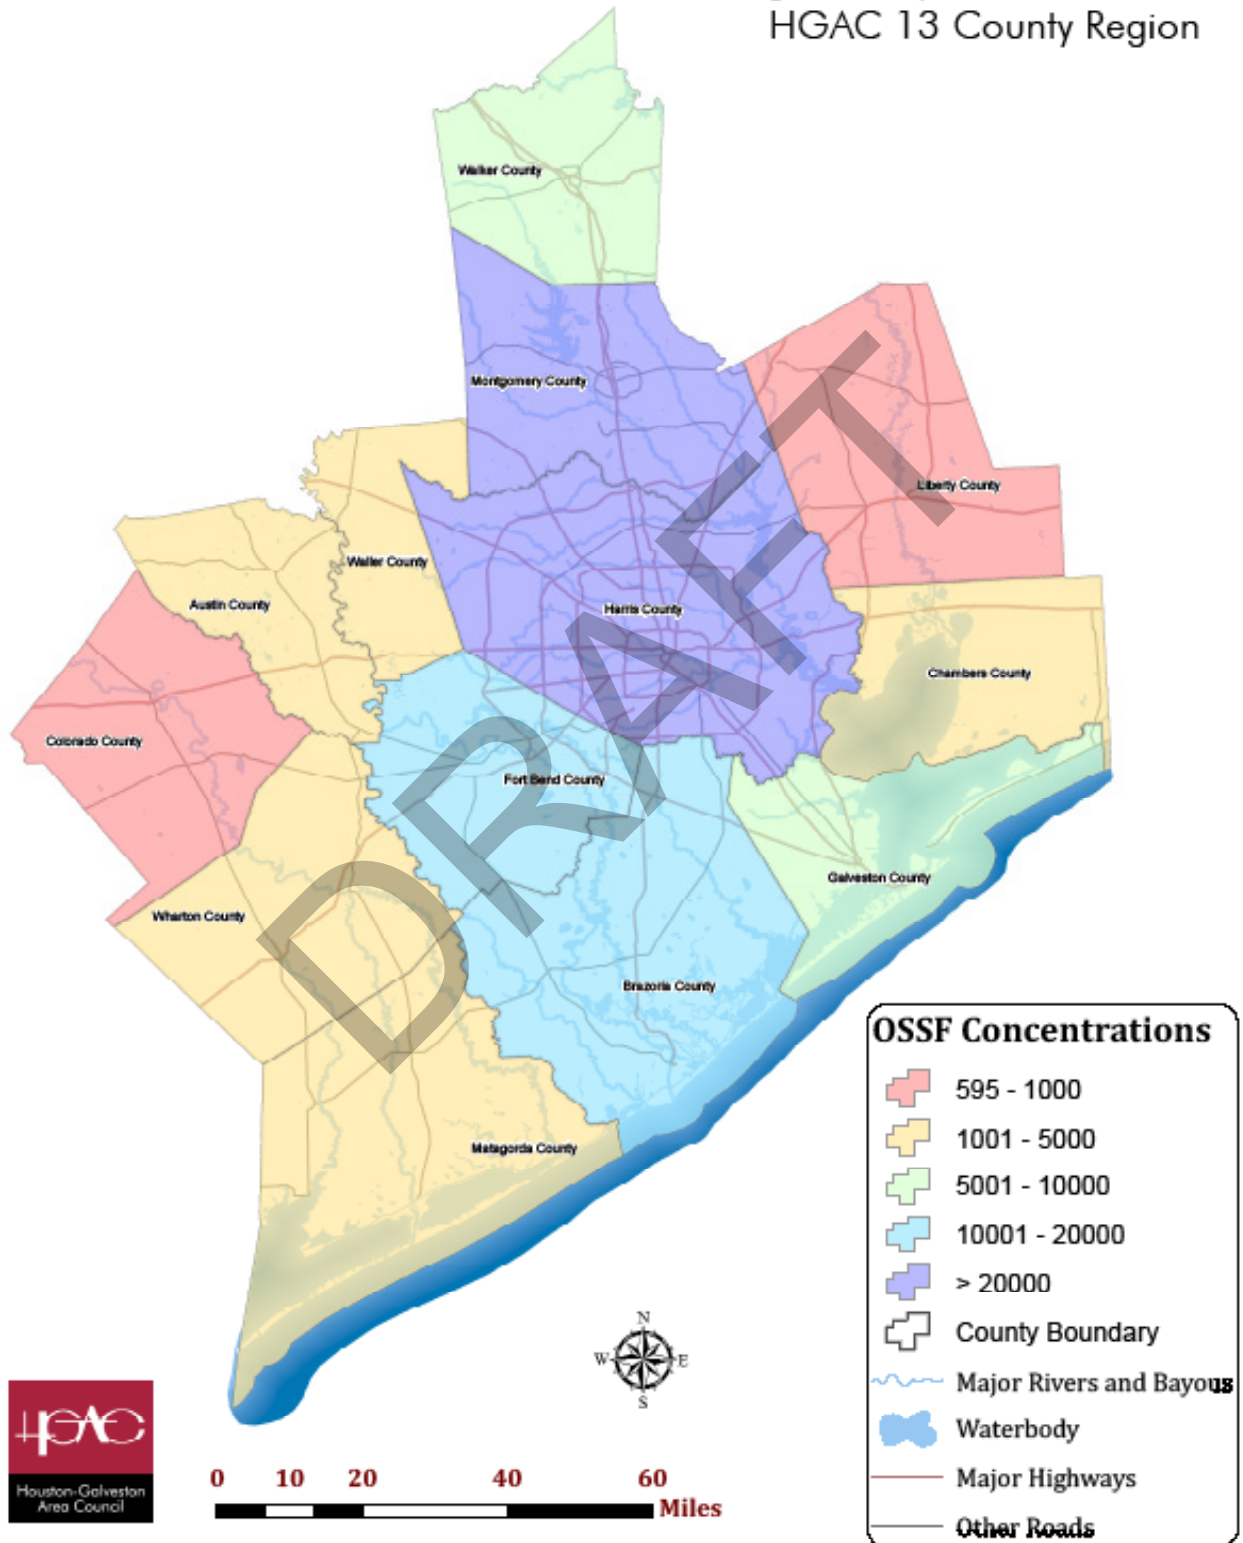 HGAC 13 County Region
Walker County
Montgomery County
Liberty County
Waller County
Austin County
Harris County
Chambers County
Colorado County
Fort Bend County
Galveston County
Wharton County
Brazoria County
Matagorda County
DRAFT
OSSF Concentrations
595 - 1000
1001 - 5000
5001 - 10000
10001 - 20000
> 20000
County Boundary
Major Rivers and Bayous
Waterbody
Major Highways
Other Roads
N
W E
S
HGAC
Houston-Galveston
Area Council
0 10 20 40 60
Miles